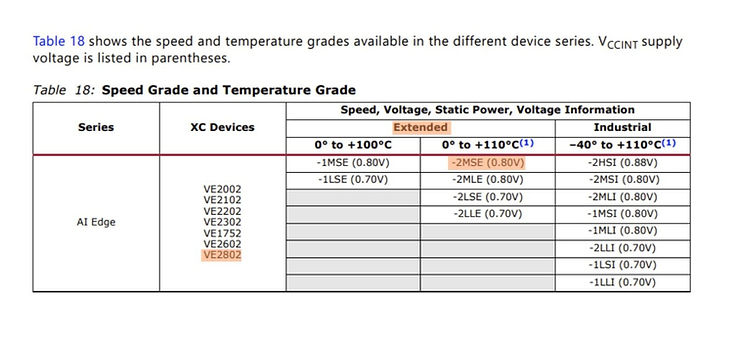 Table 18 shows the speed and temperature grades available in the different device series. VCCINT supply
voltage is listed in parentheses.
Table 18: Speed Grade and Temperature Grade
Series XC Devices Speed, Voltage, Static Power, Voltage Information
Extended Industrial
0° to +100°C 0° to +110°C(1) −40° to +110°C(1)
AI Edge
VE2002
VE2102
VE2202
VE2302
VE1752
VE2602
VE2802
-1MSE (0.80V) -2MSE (0.80V) -2HSI (0.88V)
-1LSE (0.70V) -2MLE (0.80V) -2MSI (0.80V)
-2LSE (0.70V) -2MLI (0.80V)
-2LLE (0.70V) -1MSI (0.80V)
-1MLI (0.80V)
-2LLI (0.70V)
-1LSI (0.70V)
-1LLI (0.70V)